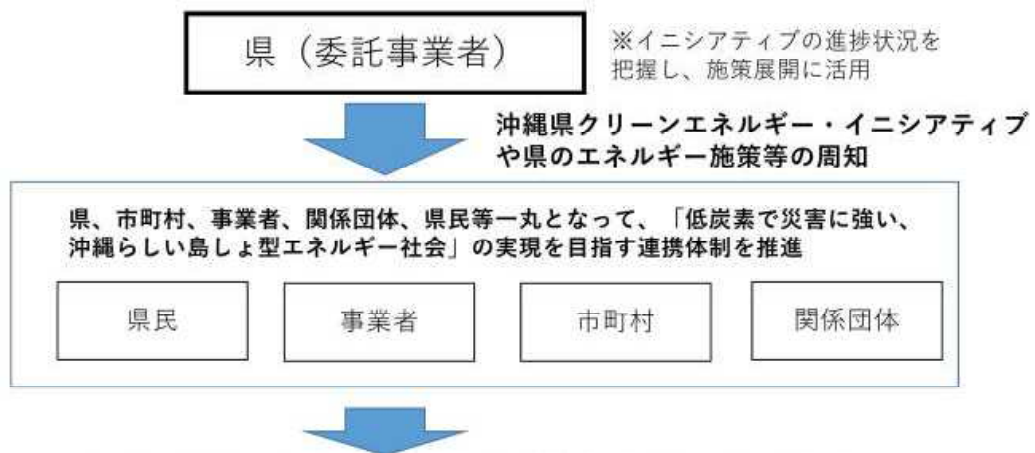 県（委託事業者）
※イニシアティブの進捗状況を
把握し、施策展開に活用
沖縄県クリーンエネルギー・イニシアティブ
や県のエネルギー施策等の周知
県、市町村、事業者、関係団体、県民等一丸となって、「低炭素で災害に強い、
沖縄らしい島しょ型エネルギー社会」の実現を目指す連携体制を推進
県民
事業者
市町村
関係団体